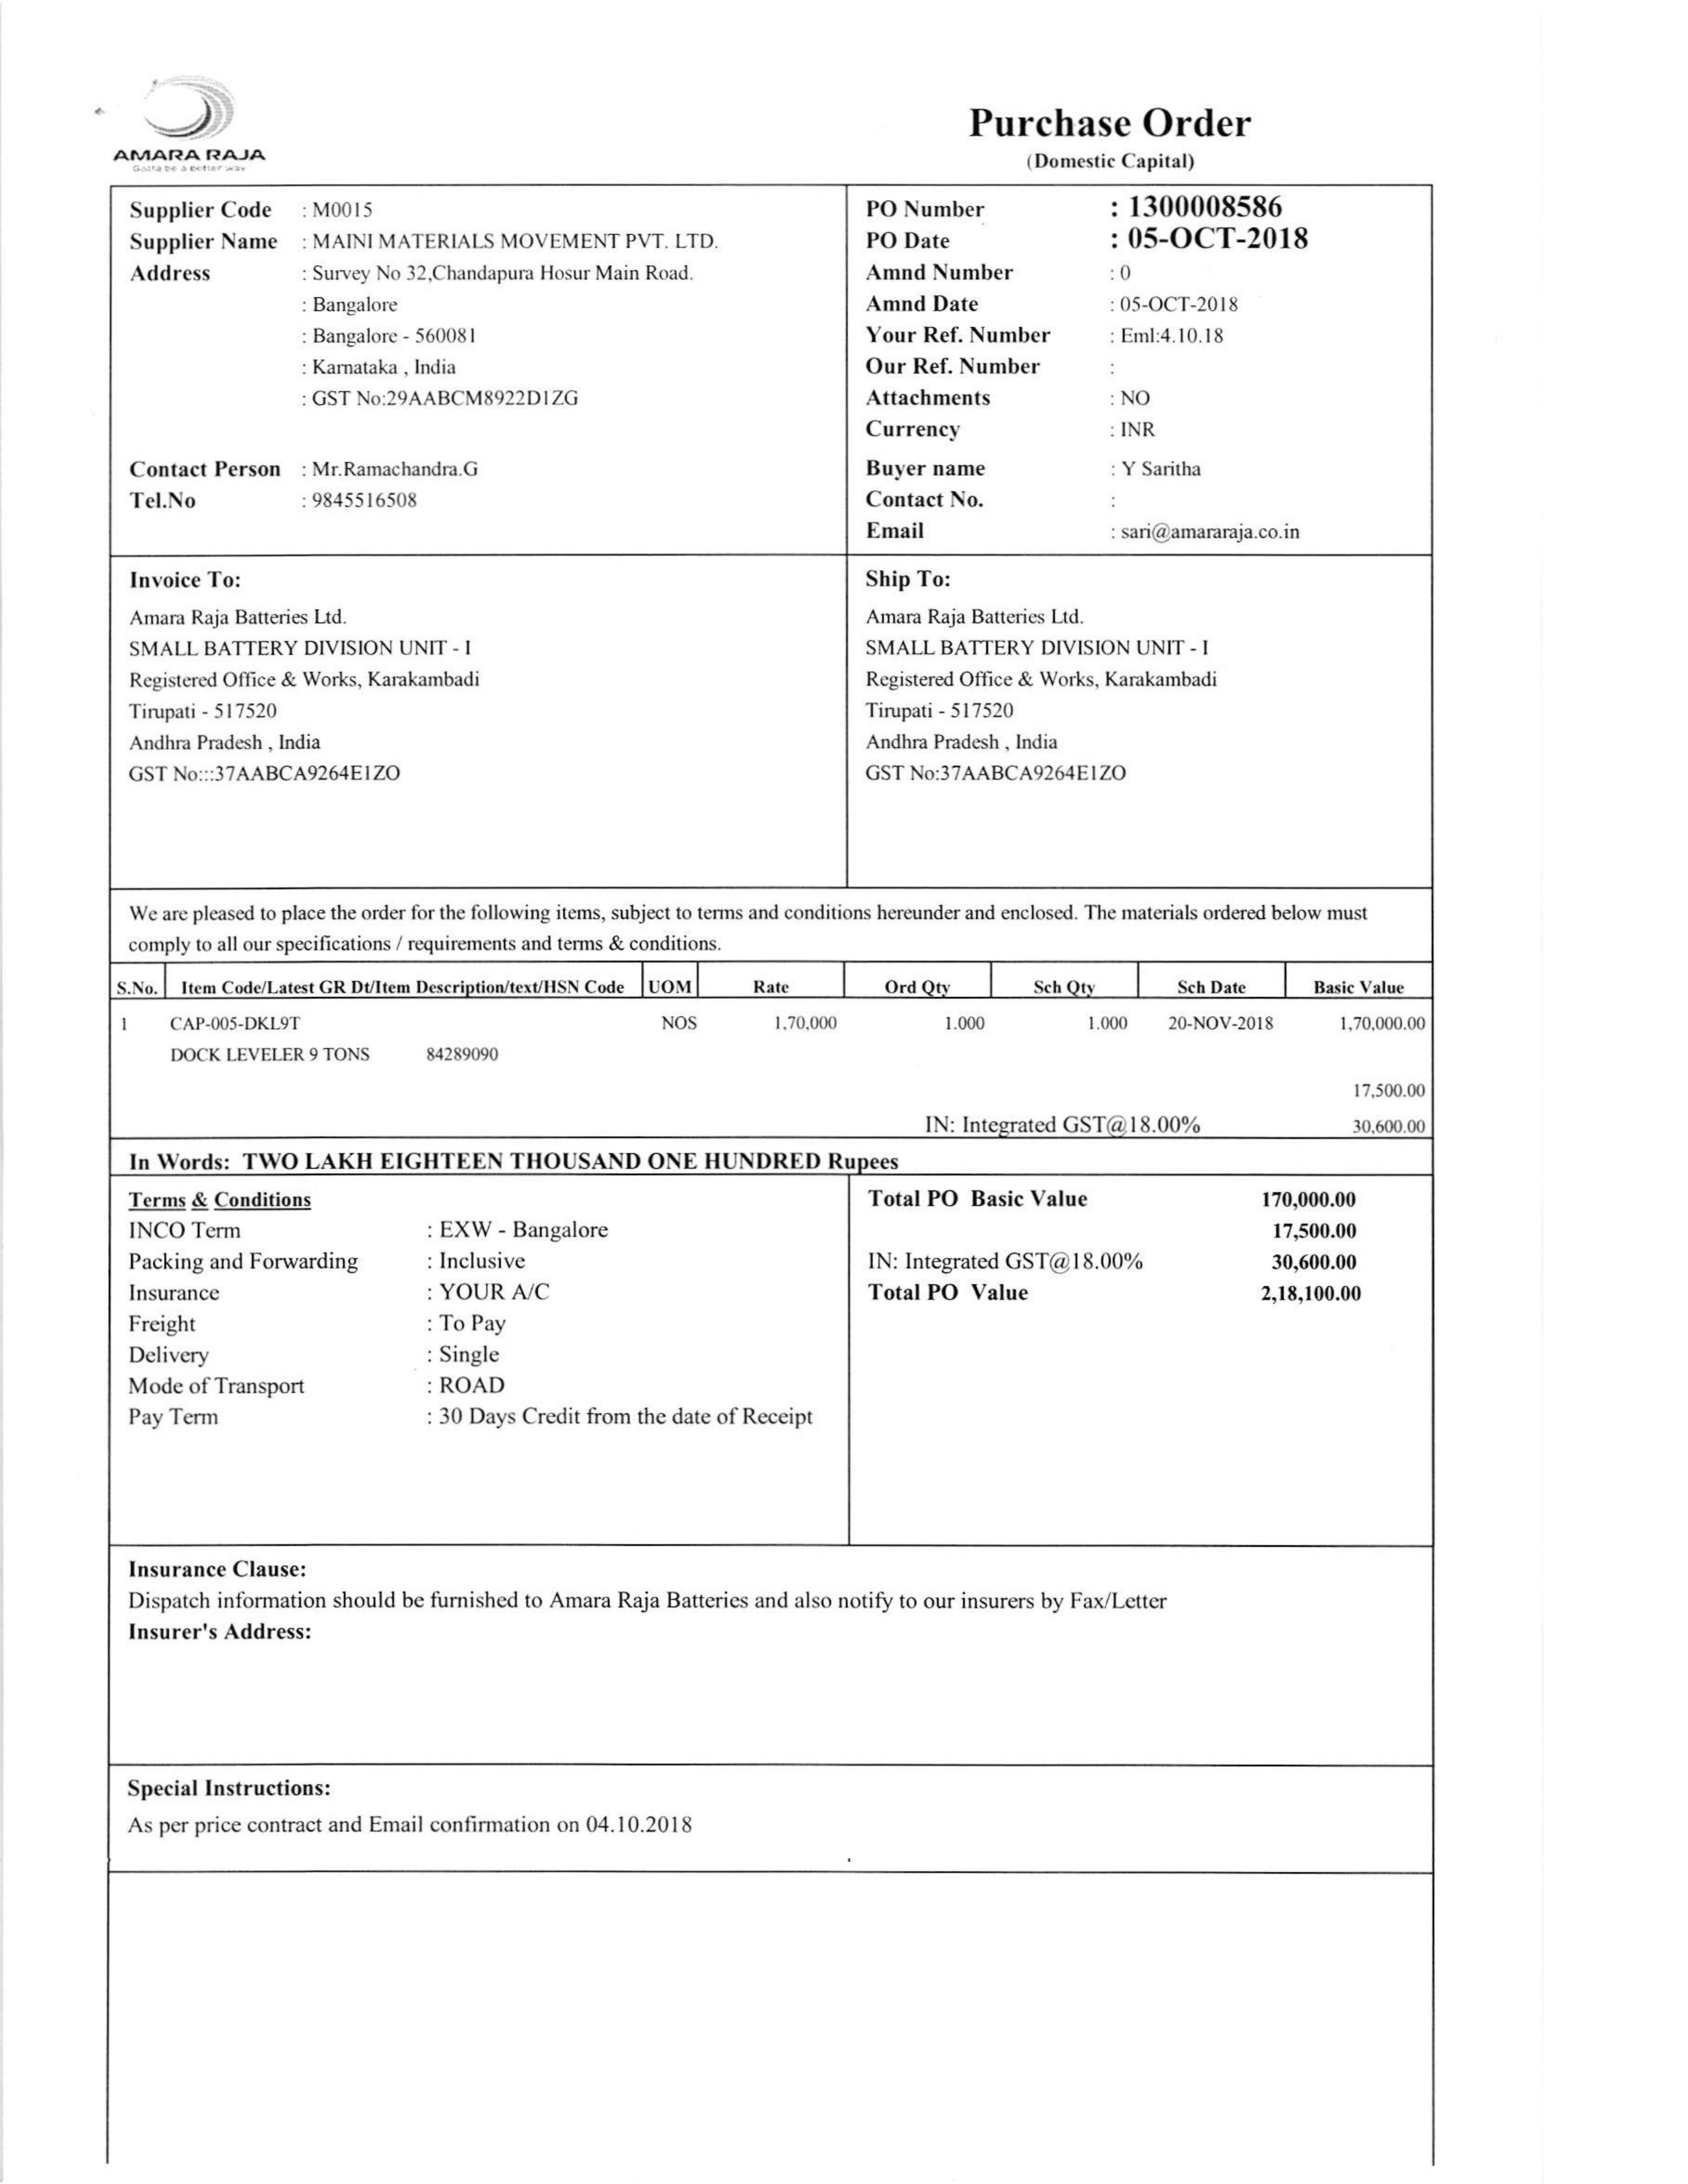 AMARA RAJA
Gotta be a better way
Purchase Order
(Domestic Capital)
Supplier Code : M0015
Supplier Name : MAINI MATERIALS MOVEMENT PVT. LTD.
Address : Survey No 32,Chandapura Hosur Main Road.
: Bangalore
: Bangalore - 560081
: Karnataka , India
: GST No:29AABCM8922D1ZG
Contact Person : Mr.Ramachandra.G
Tel.No : 9845516508
PO Number : 1300008586
PO Date : 05-OCT-2018
Amnd Number : 0
Amnd Date : 05-OCT-2018
Your Ref. Number : Eml:4.10.18
Our Ref. Number :
Attachments : NO
Currency : INR
Buyer name : Y Saritha
Contact No. :
Email : sari@amararaja.co.in
Invoice To:
Amara Raja Batteries Ltd.
SMALL BATTERY DIVISION UNIT - I
Registered Office & Works, Karakambadi
Tirupati - 517520
Andhra Pradesh , India
GST No:::37AABCA9264E1ZO
Ship To:
Amara Raja Batteries Ltd.
SMALL BATTERY DIVISION UNIT - I
Registered Office & Works, Karakambadi
Tirupati - 517520
Andhra Pradesh , India
GST No:37AABCA9264E1ZO
We are pleased to place the order for the following items, subject to terms and conditions hereunder and enclosed. The materials ordered below must
comply to all our specifications / requirements and terms & conditions.
S.No. Item Code/Latest GR Dt/Item Description/text/HSN Code UOM Rate Ord Qty Sch Qty Sch Date Basic Value
1 CAP-005-DKL9T NOS 1,70,000 1.000 1.000 20-NOV-2018 1,70,000.00
DOCK LEVELER 9 TONS 84289090
17,500.00
IN: Integrated GST@18.00% 30,600.00
In Words: TWO LAKH EIGHTEEN THOUSAND ONE HUNDRED Rupees
Terms & Conditions
INCO Term : EXW - Bangalore
Packing and Forwarding : Inclusive
Insurance : YOUR A/C
Freight : To Pay
Delivery : Single
Mode of Transport : ROAD
Pay Term : 30 Days Credit from the date of Receipt
Total PO Basic Value 170,000.00
17,500.00
IN: Integrated GST@18.00% 30,600.00
Total PO Value 2,18,100.00
Insurance Clause:
Dispatch information should be furnished to Amara Raja Batteries and also notify to our insurers by Fax/Letter
Insurer's Address:
Special Instructions:
As per price contract and Email confirmation on 04.10.2018